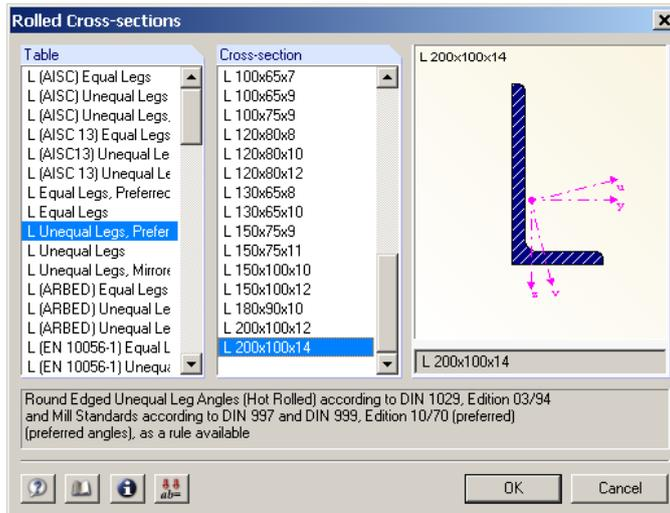 Rolled Cross-sections
Table
L (AISC) Equal Legs
L (AISC) Unequal Legs
L (AISC) Unequal Legs,
L (AISC 13) Equal Legs
L (AISC13) Unequal Le
L (AISC 13) Unequal Le
L Equal Legs, Preferrec
L Equal Legs
L Unequal Legs, Prefer
L Unequal Legs
L Unequal Legs, Mirrore
L (ARBED) Equal Legs
L (ARBED) Unequal Le
L (ARBED) Unequal Le
L (EN 10056-1) Equal L
L (EN 10056-1) Unequa
Cross-section
L 100x65x7
L 100x65x9
L 100x75x9
L 120x80x8
L 120x80x10
L 120x80x12
L 130x65x8
L 130x65x10
L 150x75x9
L 150x75x11
L 150x100x10
L 150x100x12
L 180x90x10
L 200x100x12
L 200x100x14
L 200x100x14
u
y
z
v
L 200x100x14
Round Edged Unequal Leg Angles (Hot Rolled) according to DIN 1029, Edition 03/94
and Mill Standards according to DIN 997 and DIN 999, Edition 10/70 (preferred)
(preferred angles), as a rule available
ab=
OK
Cancel